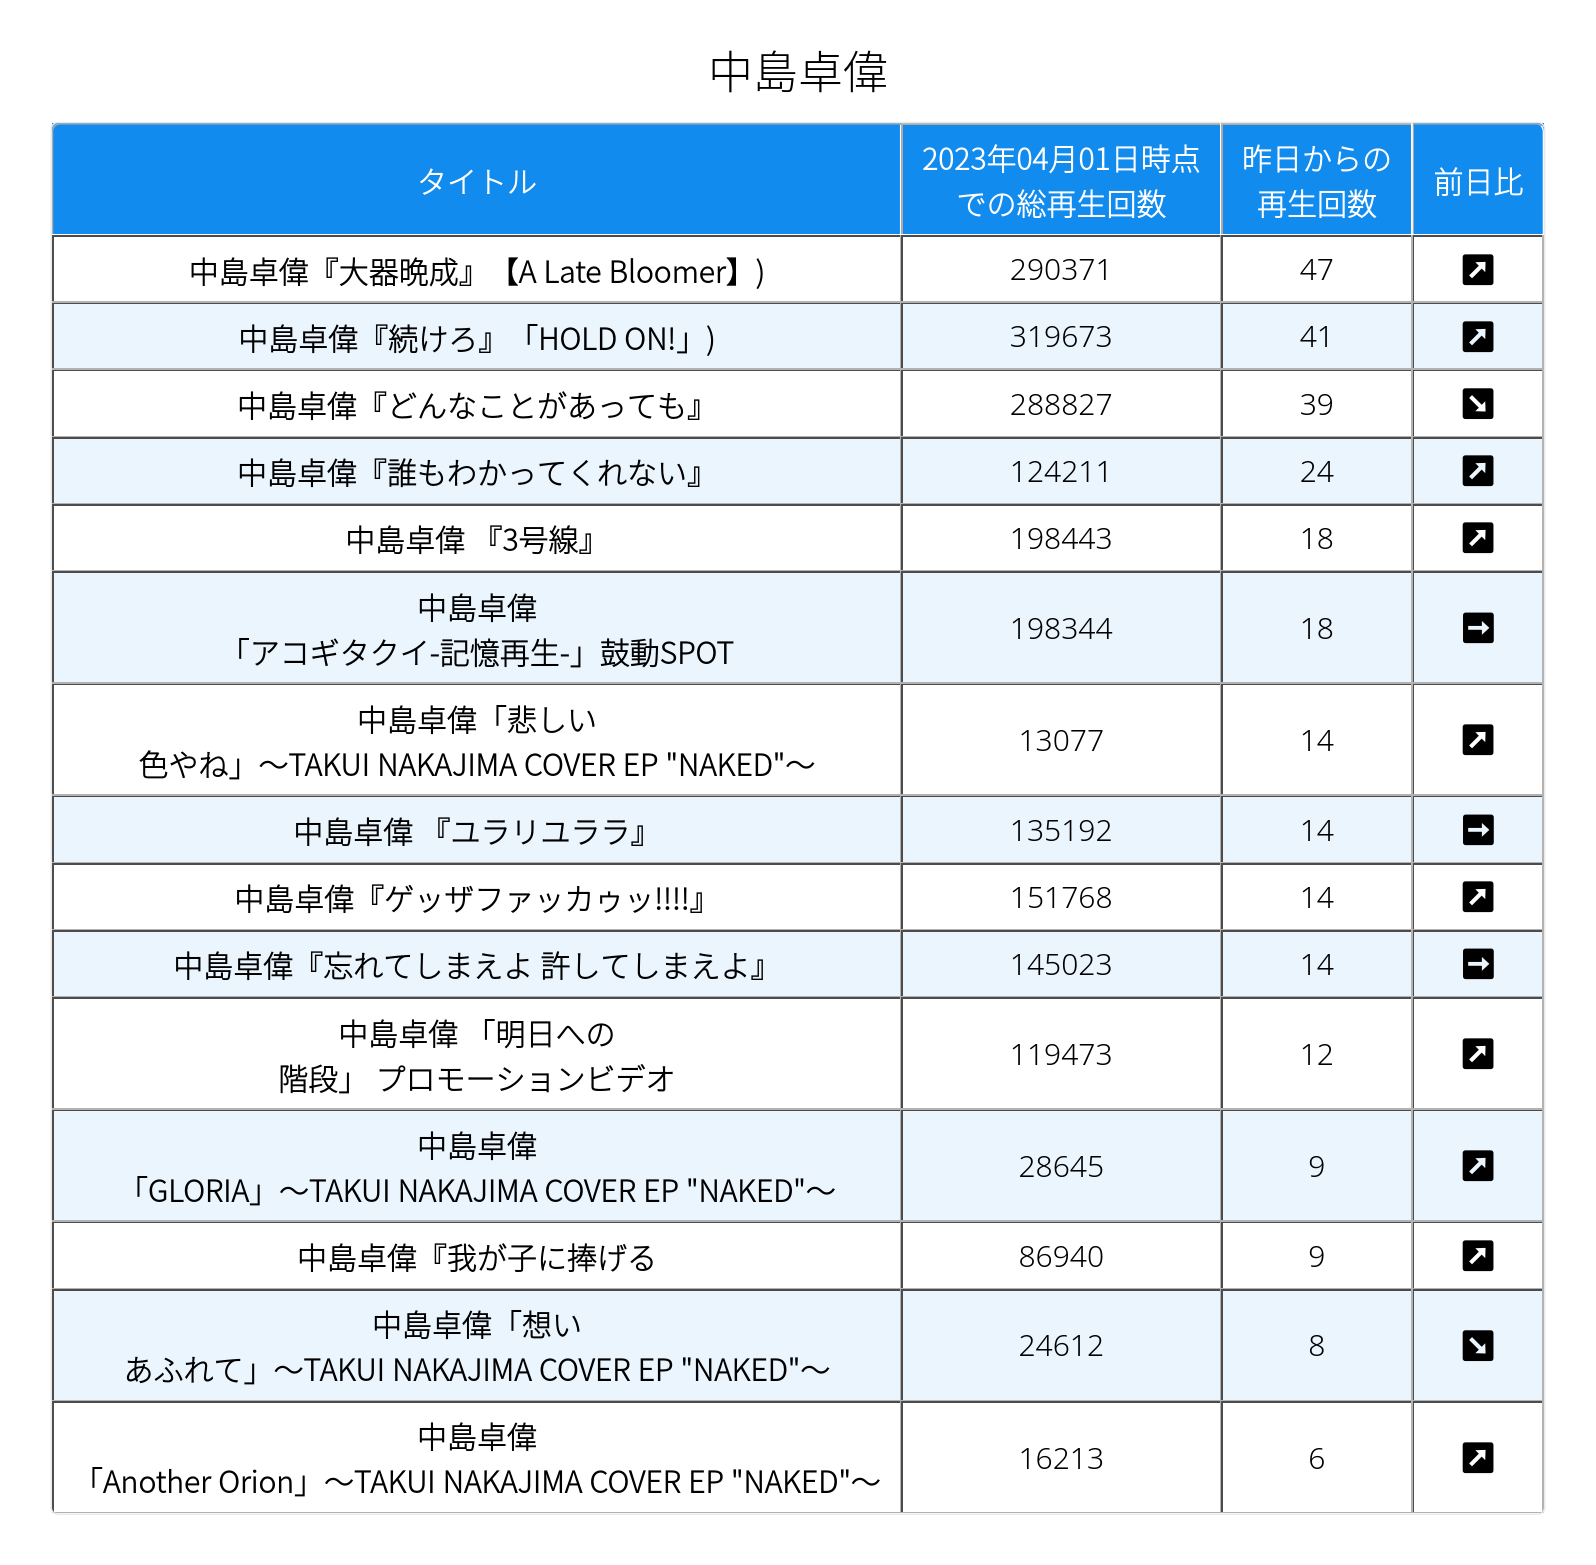 中島卓偉
タイトル
2023年04月01日時点
での総再生回数
昨日からの
再生回数
前日比
中島卓偉『大器晩成』【A Late Bloomer】)
290371
47
中島卓偉『続けろ』「HOLD ON!」)
319673
41
中島卓偉『どんなことがあっても』
288827
39
中島卓偉『誰もわかってくれない』
124211
24
中島卓偉 『3号線』
198443
18
中島卓偉
「アコギタクイ-記憶再生-」鼓動SPOT
198344
18
中島卓偉「悲しい
色やね」～TAKUI NAKAJIMA COVER EP "NAKED"～
13077
14
中島卓偉 『ユラリユララ』
135192
14
中島卓偉『ゲッザファッカゥッ!!!!』
151768
14
中島卓偉『忘れてしまえよ 許してしまえよ』
145023
14
中島卓偉 「明日への
階段」 プロモーションビデオ
119473
12
中島卓偉
「GLORIA」～TAKUI NAKAJIMA COVER EP "NAKED"～
28645
9
中島卓偉『我が子に捧げる
86940
9
中島卓偉「想い
あふれて」～TAKUI NAKAJIMA COVER EP "NAKED"～
24612
8
中島卓偉
「Another Orion」～TAKUI NAKAJIMA COVER EP "NAKED"～
16213
6